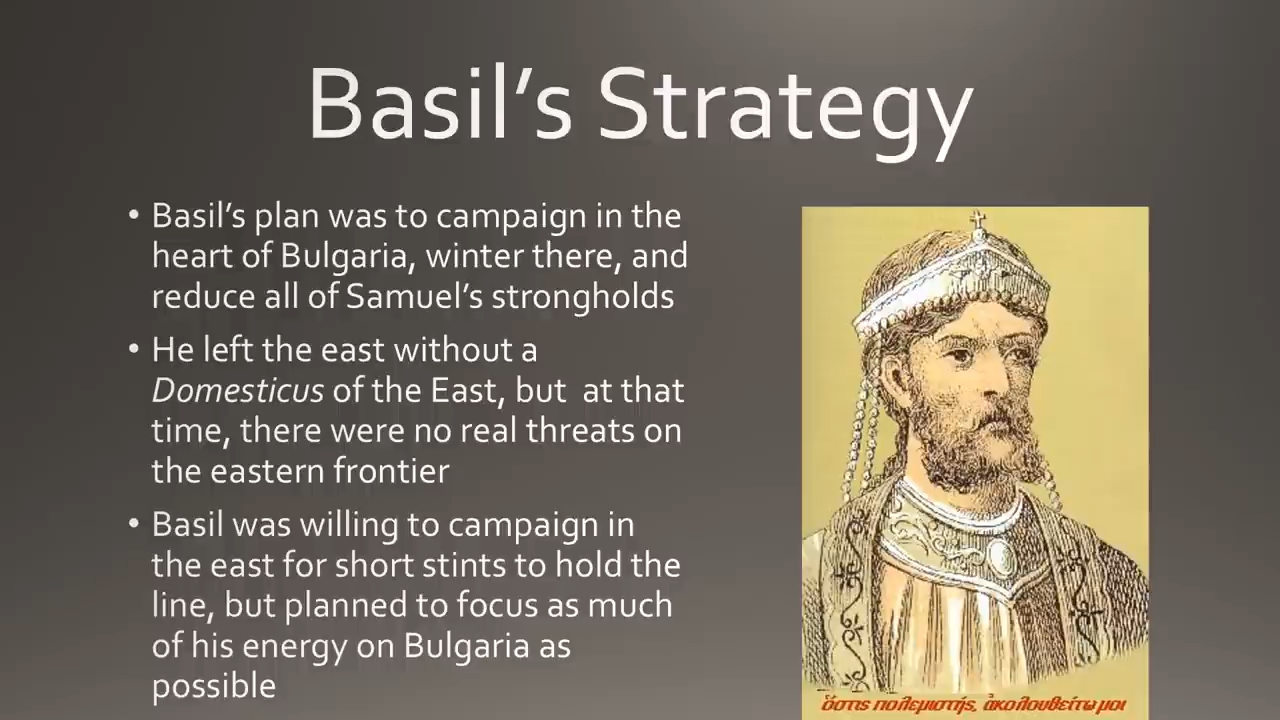 Basil’s Strategy
• Basil’s plan was to campaign in the
heart of Bulgaria, winter there, and
reduce all of Samuel’s strongholds
• He left the east without a
Domesticus of the East, but  at that
time, there were no real threats on
the eastern frontier
• Basil was willing to campaign in
the east for short stints to hold the
line, but planned to focus as much
of his energy on Bulgaria as
possible
ὅστις πολεμιστής, ἀκολουθείτω μοι